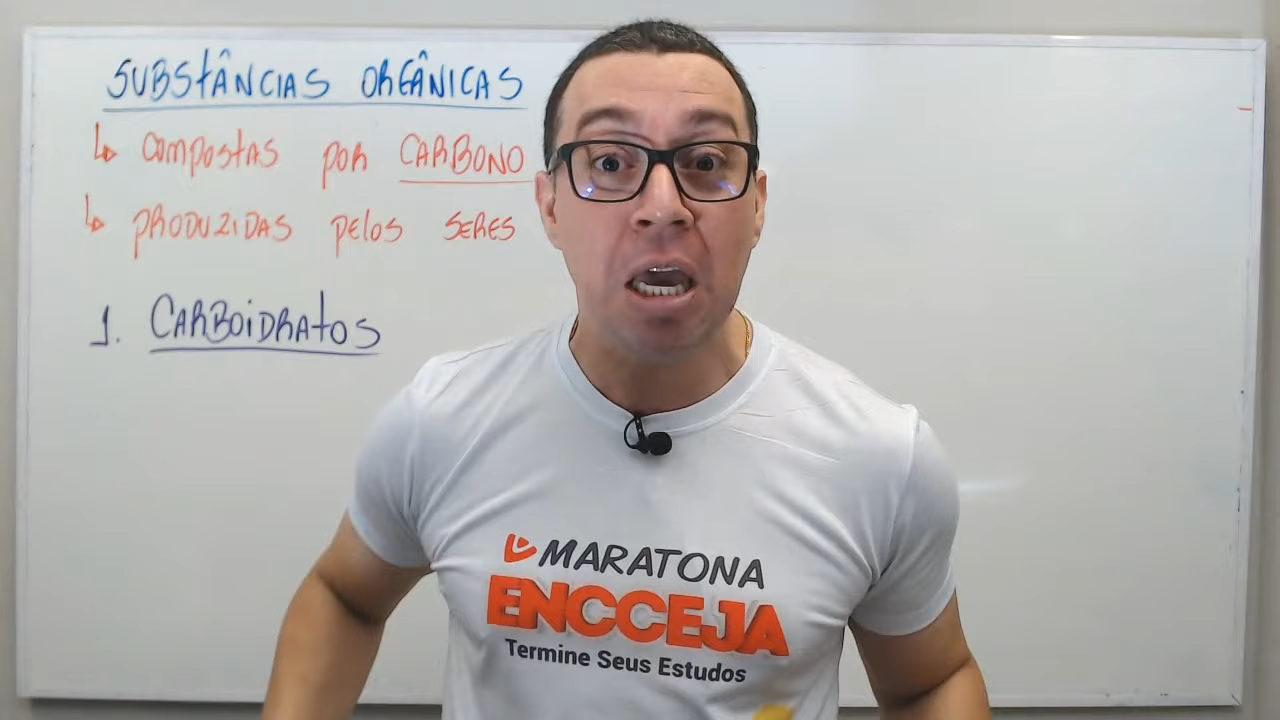 SUBSTÂNCIAS ORGÂNICAS
↳ COMPOSTAS POR CARBONO
↳ PRODUZIDAS PELOS SERES
1. CARBOIDRATOS
MARATONA
ENCCEJA
Termine Seus Estudos